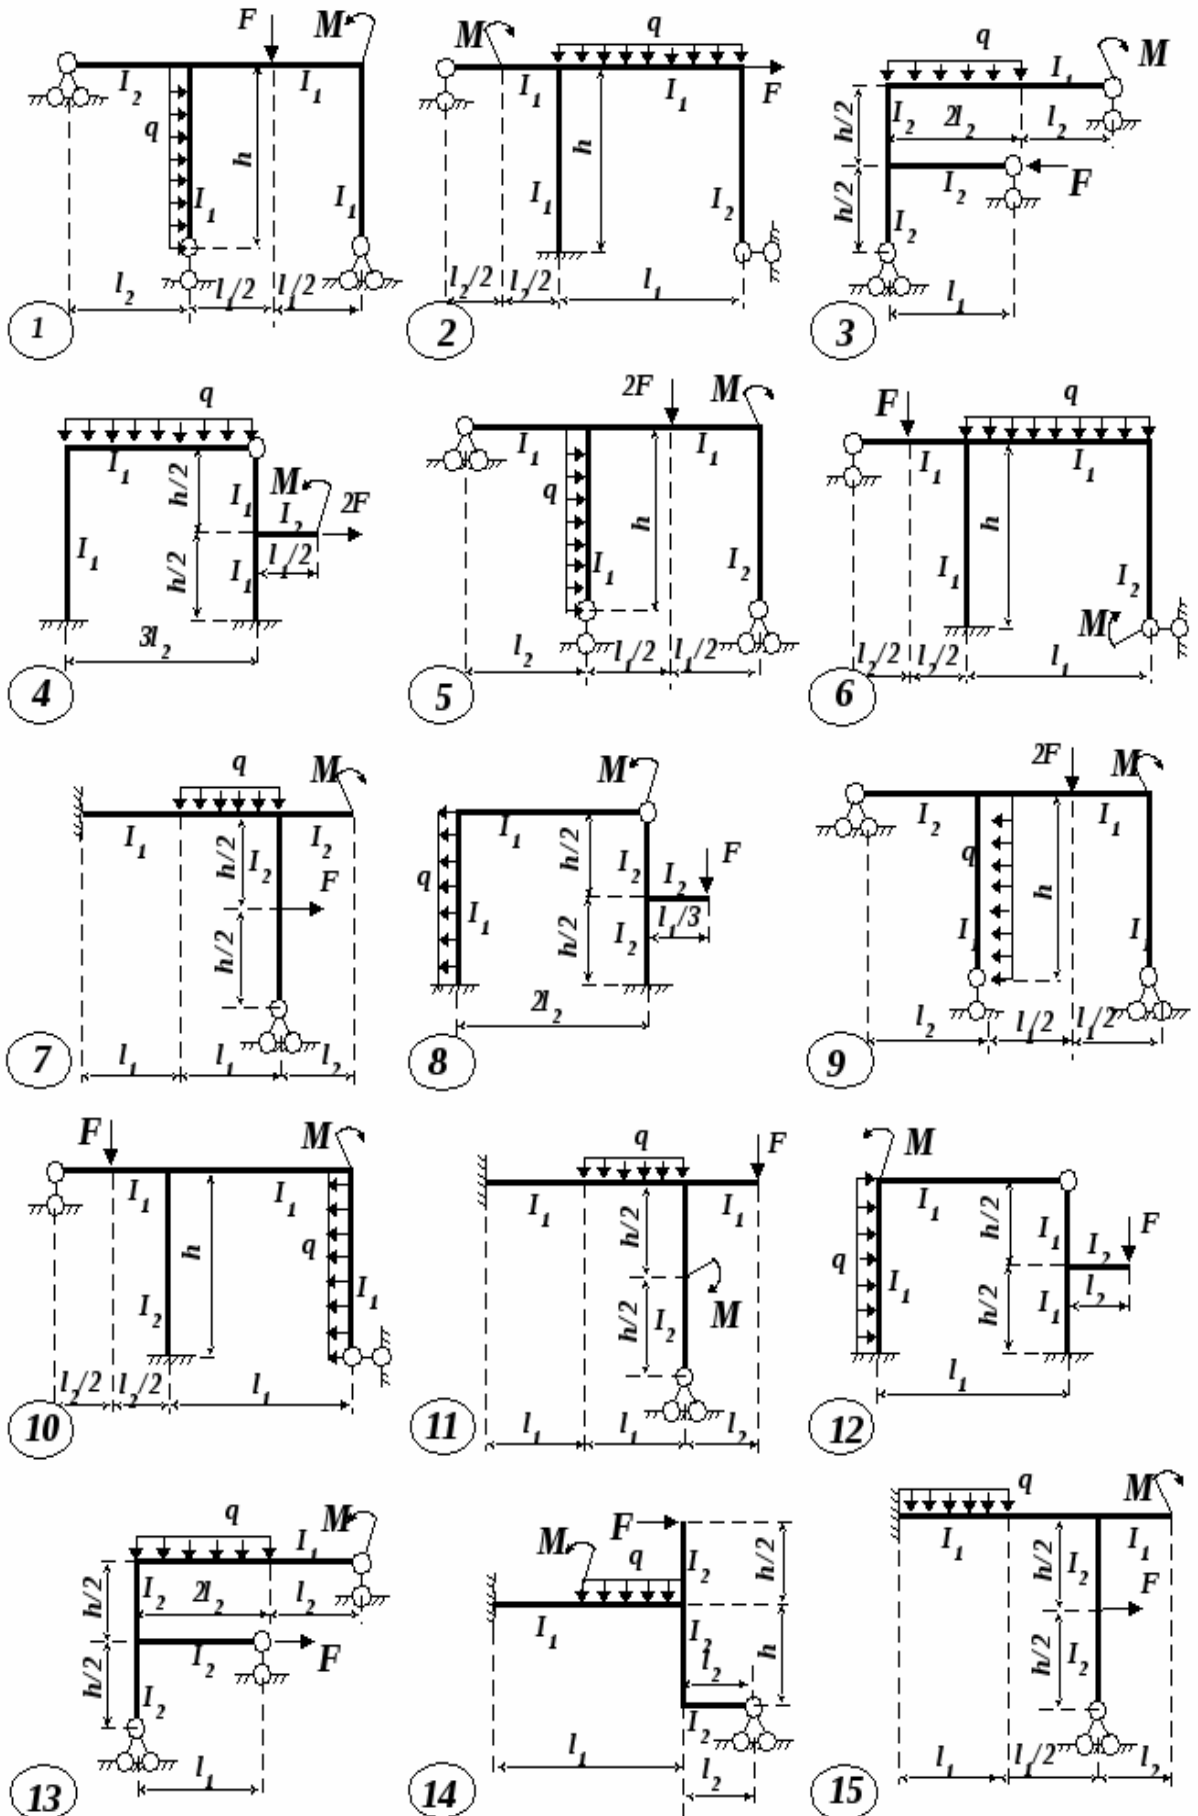 F M
I₂ I₁
q h
I₁ I₁
l₂ l₁/2 l₁/2
1
M q
I₁ I₁ F
h
I₁ I₂
l₂/2 l₂/2 l₁
2
q M
I₁
h/2 I₂ 2l₂ l₂
I₂ F
h/2 I₂
l₁
3
q
I₁ h/2 I₁ M
I₂ 2F
I₁ h/2 I₁ l₁/2
3l₂
4
2F M
I₁ I₁
q h
I₁ I₂
l₂ l₁/2 l₁/2
5
F q
I₁ I₁
h
I₁ I₂
M
l₂/2 l₂/2 l₁
6
q M
I₁ h/2 I₂ I₂
F
h/2
l₁ l₁ l₂
7
M
I₁ h/2 I₂ F
q I₂
I₁ h/2 I₂ l₁/3
2l₂
8
2F M
I₂ I₁
q h
I₁ I
l₂ l₁/2 l₁/2
9
F M
I₁ I₁
h q
I₂ I₁
l₂/2 l₂/2 l₁
10
q F
I₁ h/2 I₁
h/2 I₂ M
l₁ l₁ l₂
11
M
I₁ h/2 I₁ F
q I₂
I₁ h/2 I₁ l₂
l₁
12
q M
I₁
h/2 I₂ 2l₂ l₂
I₂ F
h/2 I₂
l₁
13
F
M q I₂ h/2
I₁ I₂ h
l₂
I₂
l₁ l₂
14
q M
I₁ h/2 I₂ I₁
F
h/2 I₂
l₁ l₁/2 l₂
15